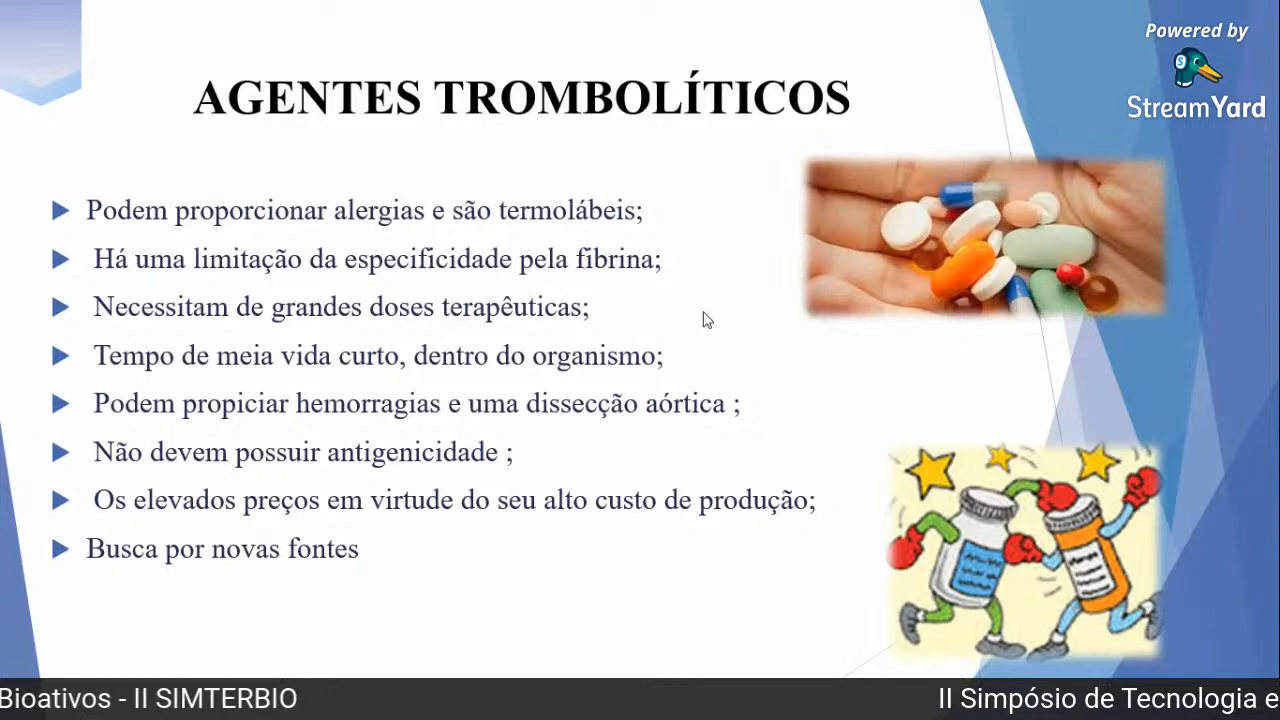 Powered by
StreamYard
AGENTES TROMBOLÍTICOS
Podem proporcionar alergias e são termolábeis;
Há uma limitação da especificidade pela fibrina;
Necessitam de grandes doses terapêuticas;
Tempo de meia vida curto, dentro do organismo;
Podem propiciar hemorragias e uma dissecção aórtica ;
Não devem possuir antigenicidade ;
Os elevados preços em virtude do seu alto custo de produção;
Busca por novas fontes
Bioativos - II SIMTERBIO
II Simpósio de Tecnologia e